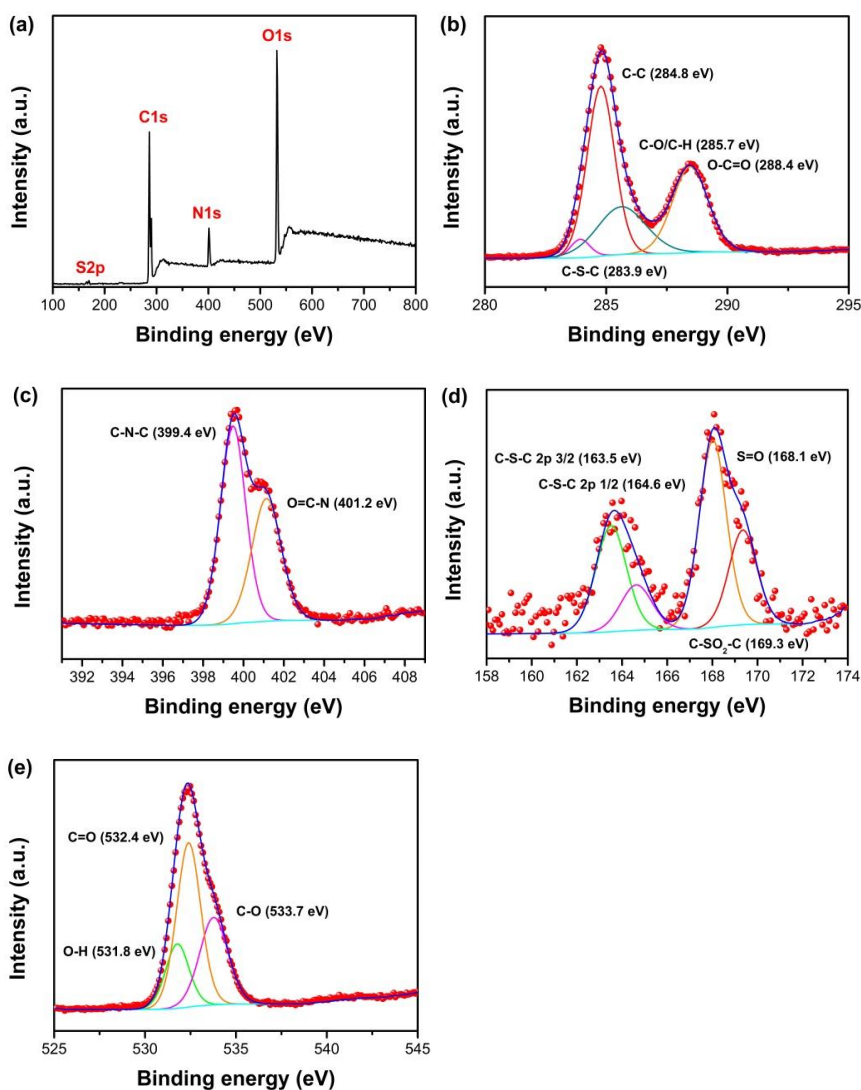 (a)
O1s
C1s
N1s
S2p
Intensity (a.u.)
100 200 300 400 500 600 700 800
Binding energy (eV)
(b)
C-C (284.8 eV)
C-O/C-H (285.7 eV)
O-C=O (288.4 eV)
C-S-C (283.9 eV)
Intensity (a.u.)
280 285 290 295
Binding energy (eV)
(c)
C-N-C (399.4 eV)
O=C-N (401.2 eV)
Intensity (a.u.)
392 394 396 398 400 402 404 406 408
Binding energy (eV)
(d)
C-S-C 2p 3/2 (163.5 eV)
S=O (168.1 eV)
C-S-C 2p 1/2 (164.6 eV)
C-SO₂-C (169.3 eV)
Intensity (a.u.)
158 160 162 164 166 168 170 172 174
Binding energy (eV)
(e)
C=O (532.4 eV)
C-O (533.7 eV)
O-H (531.8 eV)
Intensity (a.u.)
525 530 535 540 545
Binding energy (eV)